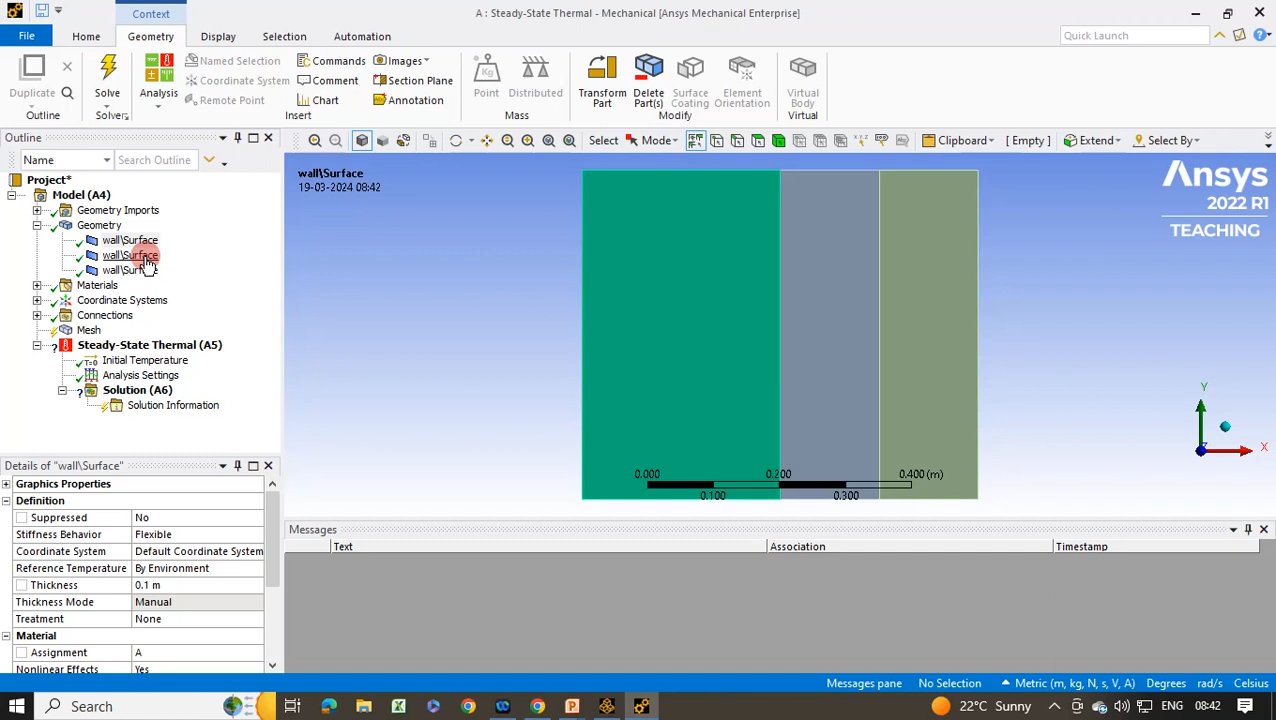 Context
A : Steady-State Thermal - Mechanical [Ansys Mechanical Enterprise]
File Home Geometry Display Selection Automation Quick Launch
Duplicate Solve Analysis Named Selection Coordinate System Remote Point Commands Comment Chart Images Section Plane Annotation Point Distributed Transform Part Delete Part(s) Surface Coating Element Orientation Virtual Body
Outline Solver Insert Mass Modify Virtual
Outline
Select Mode Clipboard [ Empty ] Extend Select By
Name Search Outline
Project*
Model (A4)
Geometry Imports
Geometry
wall\Surface
wall\Surface
wall\Surface
Materials
Coordinate Systems
Connections
Mesh
Steady-State Thermal (A5)
Initial Temperature
Analysis Settings
Solution (A6)
Solution Information
wall\Surface
19-03-2024 08:42
Ansys
2022 R1
TEACHING
Y
X
0.000 0.200 0.400 (m)
0.100 0.300
Details of "wall\Surface"
Graphics Properties
Definition
Suppressed No
Stiffness Behavior Flexible
Coordinate System Default Coordinate System
Reference Temperature By Environment
Thickness 0.1 m
Thickness Mode Manual
Treatment None
Material
Assignment A
Nonlinear Effects Yes
Messages
Text Association Timestamp
Messages pane No Selection Metric (m, kg, N, s, V, A) Degrees rad/s Celsius
Search 22°C Sunny ENG 08:42